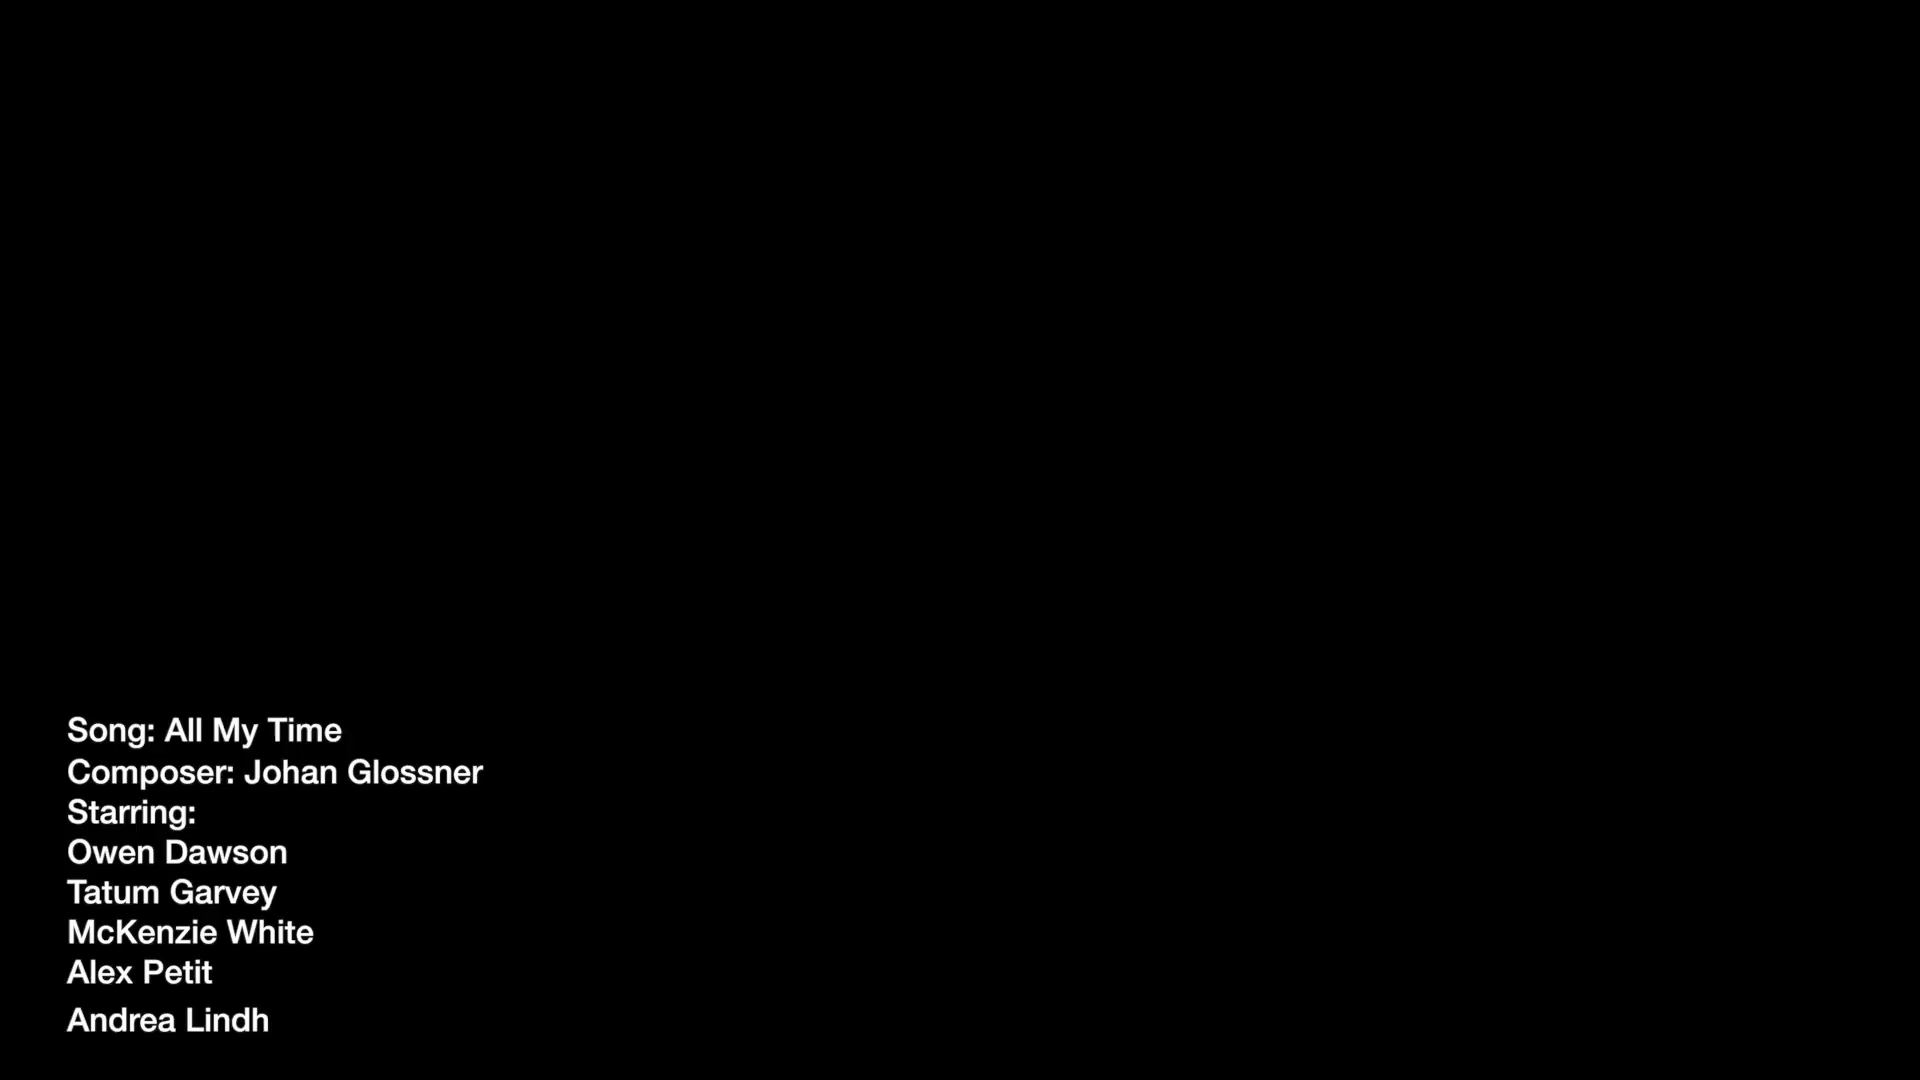 Song: All My Time
Composer: Johan Glossner
Starring:
Owen Dawson
Tatum Garvey
McKenzie White
Alex Petit
Andrea Lindh